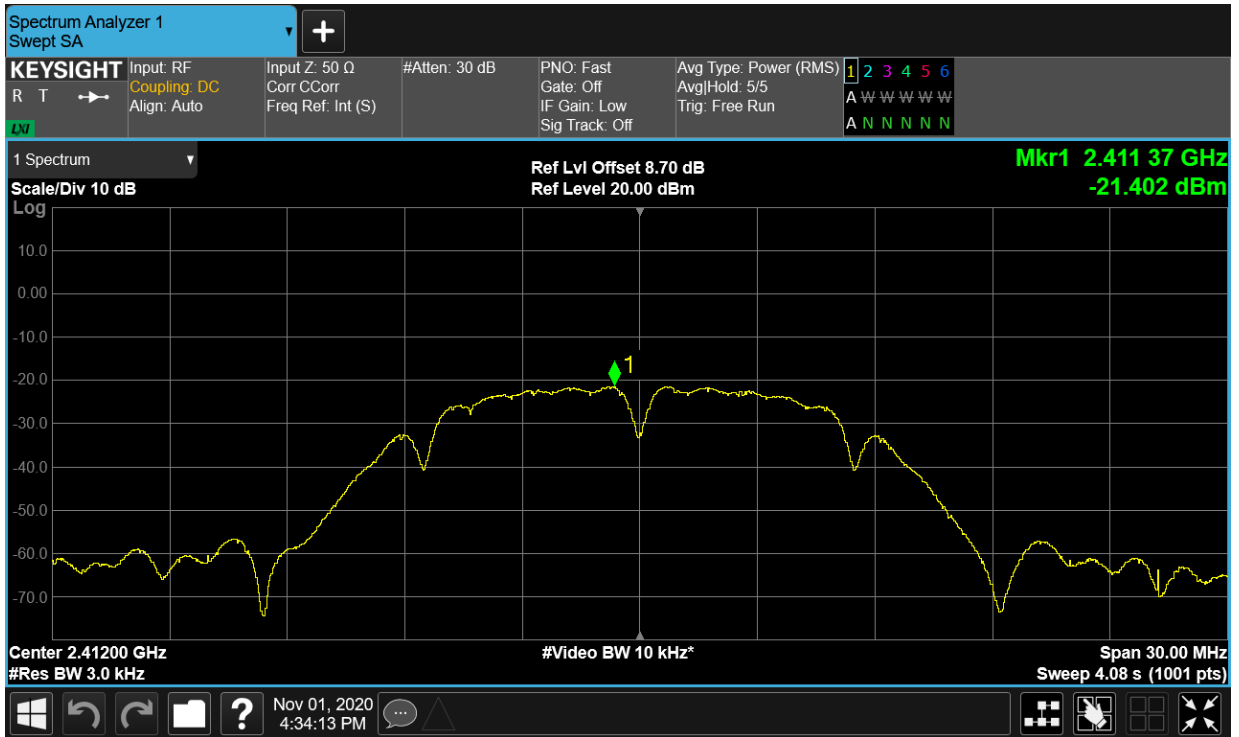 Spectrum Analyzer 1
Swept SA
KEYSIGHT
R T
LXI
Input: RF
Coupling: DC
Align: Auto
Input Z: 50 Ω
Corr CCorr
Freq Ref: Int (S)
#Atten: 30 dB
PNO: Fast
Gate: Off
IF Gain: Low
Sig Track: Off
Avg Type: Power (RMS)
Avg|Hold: 5/5
Trig: Free Run
1 2 3 4 5 6
A W W W W W
A N N N N N
1 Spectrum
Scale/Div 10 dB
Log
Ref Lvl Offset 8.70 dB
Ref Level 20.00 dBm
Mkr1 2.411 37 GHz
-21.402 dBm
10.0
0.00
-10.0
-20.0
-30.0
-40.0
-50.0
-60.0
-70.0
1
Center 2.41200 GHz
#Res BW 3.0 kHz
#Video BW 10 kHz*
Span 30.00 MHz
Sweep 4.08 s (1001 pts)
?
Nov 01, 2020
4:34:13 PM